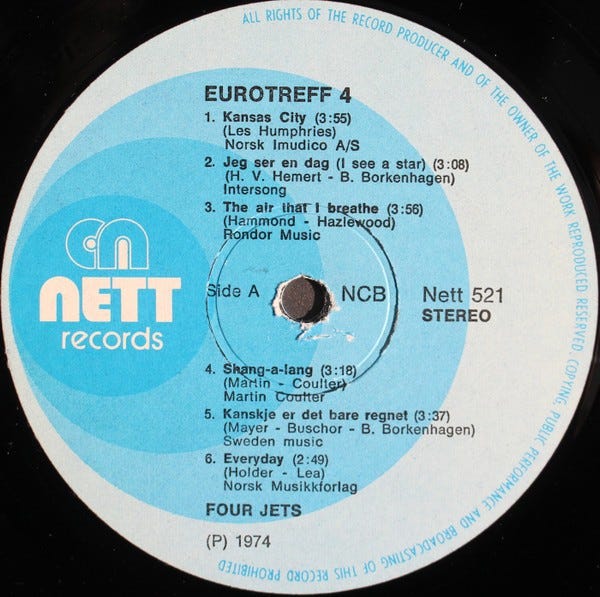 ALL RIGHTS OF THE RECORD PRODUCER AND OF THE OWNER OF THE WORK REPRODUCED RESERVED. COPYING, PUBLIC PERFORMANCE AND BROADCASTING OF THIS RECORD PROHIBITED
EUROTREFF 4
1. Kansas City (3:55)
(Les Humphries)
Norsk Imudico A/S
2. Jeg ser en dag (I see a star) (3:08)
(H. V. Hemert - B. Borkenhagen)
Intersong
3. The air that I breathe (3:56)
(Hammond - Hazlewood)
Rondor Music
NETT
records
Side A
NCB
Nett 521
STEREO
4. Shang-a-lang (3:18)
(Martin - Coulter)
Martin Coulter
5. Kanskje er det bare regnet (3:37)
(Mayer - Buschor - B. Borkenhagen)
Sweden music
6. Everyday (2:49)
(Holder - Lea)
Norsk Musikkforlag
FOUR JETS
(P) 1974